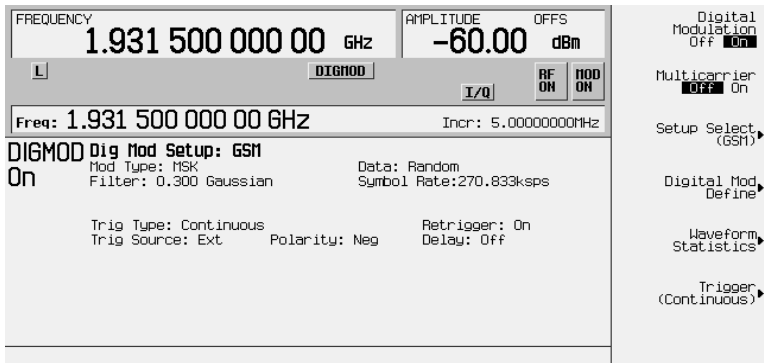 FREQUENCY
1.931 500 000 00 GHz
AMPLITUDE OFFS
-60.00 dBm
L
DIGMOD
I/Q
RF ON
MOD ON
Freq: 1.931 500 000 00 GHz
Incr: 5.00000000MHz
DIGMOD On
Dig Mod Setup: GSM
Mod Type: MSK Data: Random
Filter: 0.300 Gaussian Symbol Rate:270.833ksps
Trig Type: Continuous Retrigger: On
Trig Source: Ext Polarity: Neg Delay: Off
Digital
Modulation
Off On
Multicarrier
Off On
Setup Select
(GSM)
Digital Mod
Define
Waveform
Statistics
Trigger
(Continuous)